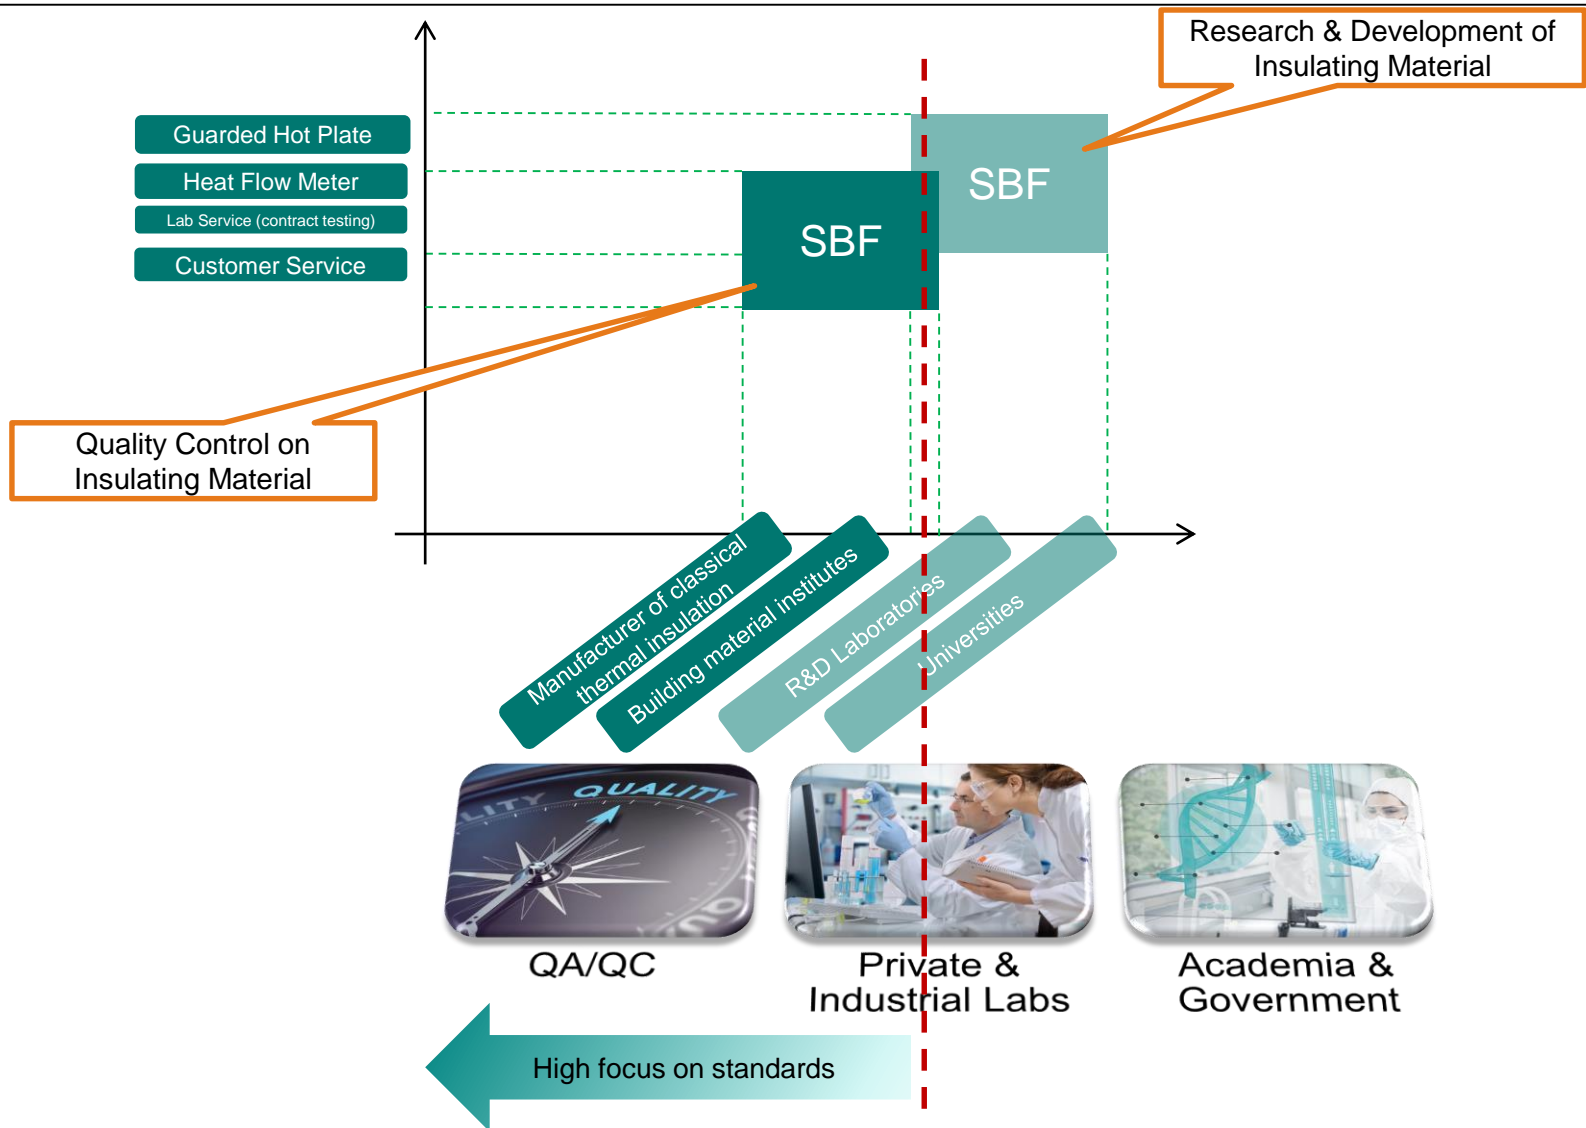 Research & Development of
Insulating Material
Guarded Hot Plate
Heat Flow Meter
Lab Service (contract testing)
Customer Service
SBF
SBF
Quality Control on
Insulating Material
Manufacturer of classical
thermal insulation
Building material institutes
R&D Laboratories
Universities
LITY QUALITY
QA/QC
Private &
Industrial Labs
Academia &
Government
High focus on standards